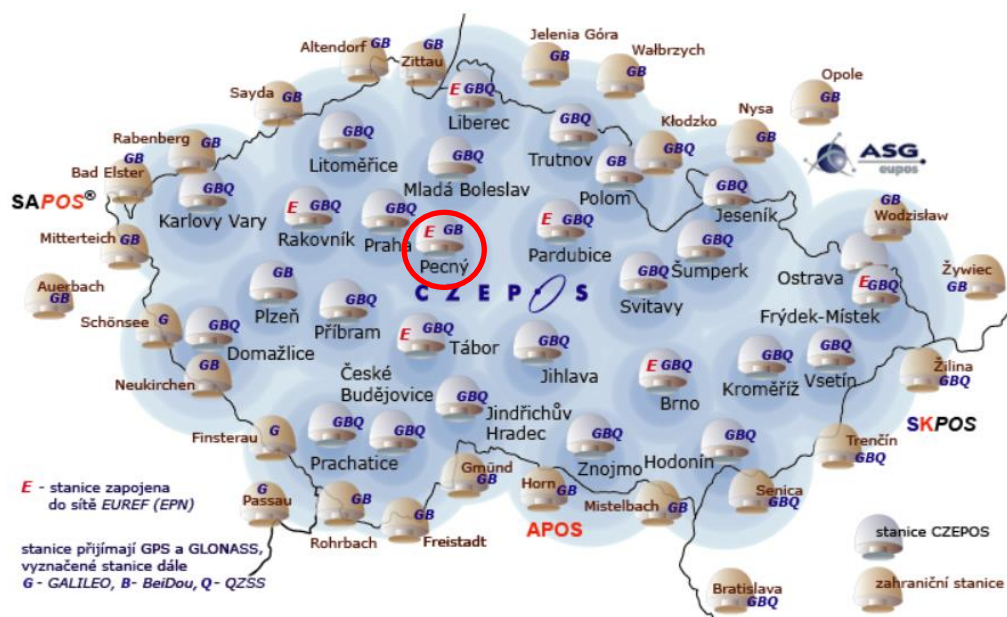 Altendorf GB
Zittau GB
Jelenia Góra GB
Wałbrzych GB
Opole GB
Sayda GB
E GBQ
Liberec
GBQ
Litoměřice
GBQ
Trutnov
Kłodzko GBQ
Nysa GB
Rabenberg GB
GBQ
Mladá Boleslav
GB
Polom
ASG
eupos
Bad Elster GB
SAPOS®
GBQ
Karlovy Vary
E GBQ
Rakovník
GBQ
Praha
E GB
Pecný
E GBQ
Pardubice
GBQ
Jeseník
GB
Wodzisław
Mitterteich GB
GBQ
Šumperk
Ostrava
Auerbach GB
GB
Plzeň
CZEPOS
GBQ
Svitavy
E GBQ
Frýdek-Místek
Żywiec
GB
Schönsee G
GBQ
Domažlice
GBQ
Příbram
E GBQ
Tábor
GBQ
Jihlava
E GBQ
Brno
GBQ
Kroměříž
GBQ
Vsetín
Žilina
GBQ
Neukirchen GB
České
Budějovice
GBQ
Jindřichův
Hradec
SKPOS
Finsterau G
GBQ
Prachatice
GBQ
GBQ
Znojmo
GBQ
Hodonín
Trenčín
GBQ
Gmünd
GB
E - stanice zapojena
do sítě EUREF (EPN)
G
Passau
GB
Rohrbach
GB
Freistadt
Horn GB
APOS
Mistelbach GB
Senica
GBQ
stanice CZEPOS
stanice přijímají GPS a GLONASS,
vyznačené stanice dále
G - GALILEO, B- BeiDou, Q- QZSS
Bratislava
GBQ
zahraniční stanice